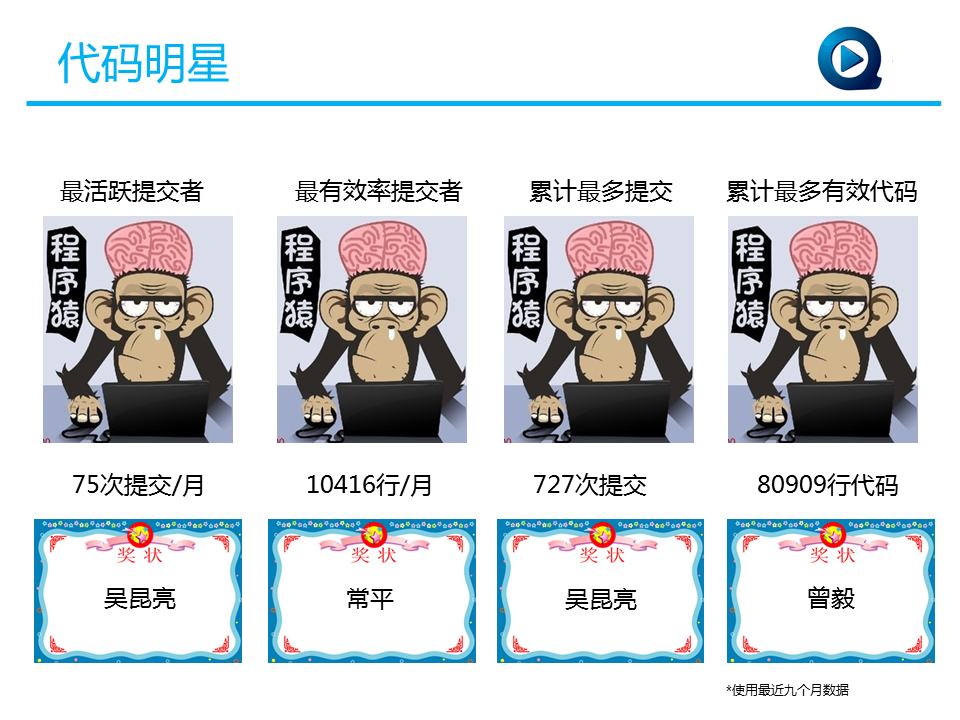 代码明星
最活跃提交者
最有效率提交者
累计最多提交
累计最多有效代码
程序猿
程序猿
程序猿
程序猿
75次提交/月
10416行/月
727次提交
80909行代码
奖状
奖状
奖状
奖状
吴昆亮
常平
吴昆亮
曾毅
*使用最近九个月数据